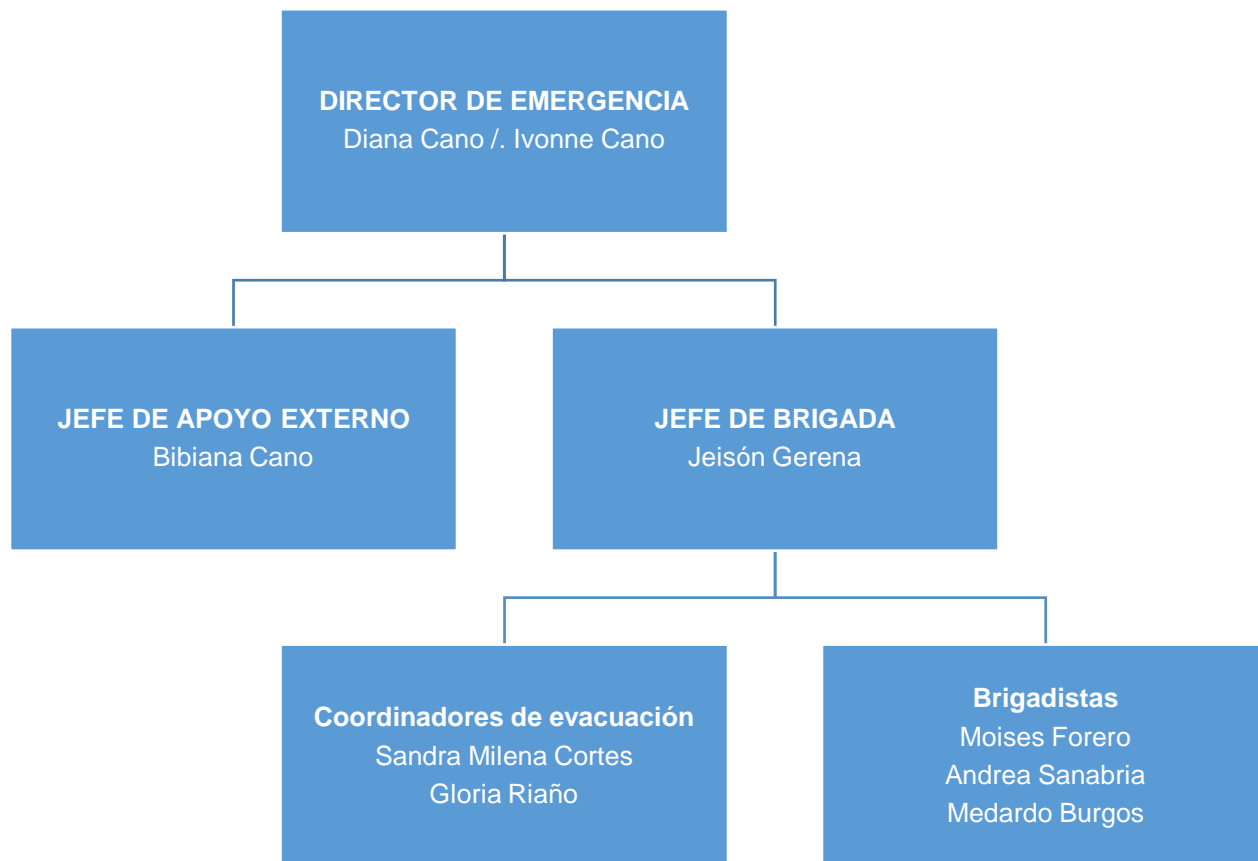 DIRECTOR DE EMERGENCIA
Diana Cano /. Ivonne Cano
JEFE DE APOYO EXTERNO
Bibiana Cano
JEFE DE BRIGADA
Jeisón Gerena
Coordinadores de evacuación
Sandra Milena Cortes
Gloria Riaño
Brigadistas
Moises Forero
Andrea Sanabria
Medardo Burgos